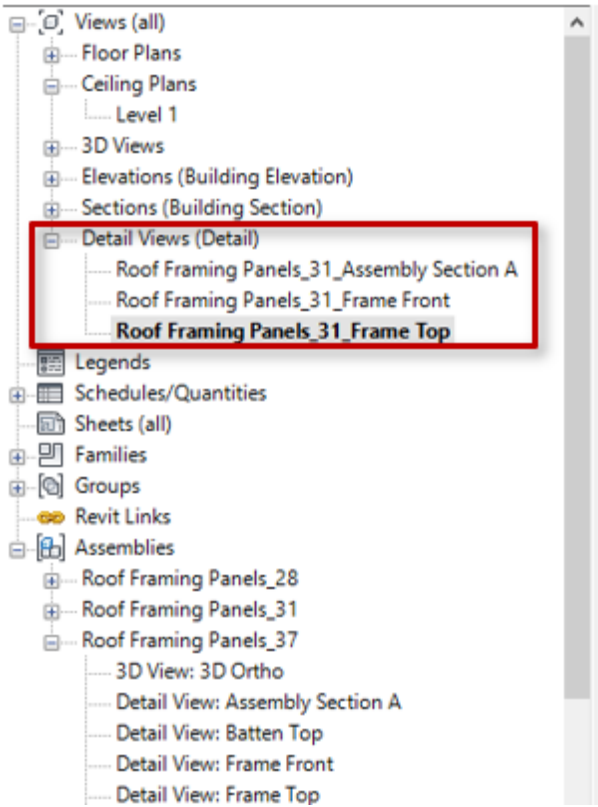 Views (all)
Floor Plans
Ceiling Plans
Level 1
3D Views
Elevations (Building Elevation)
Sections (Building Section)
Detail Views (Detail)
Roof Framing Panels_31_Assembly Section A
Roof Framing Panels_31_Frame Front
Roof Framing Panels_31_Frame Top
Legends
Schedules/Quantities
Sheets (all)
Families
Groups
Revit Links
Assemblies
Roof Framing Panels_28
Roof Framing Panels_31
Roof Framing Panels_37
3D View: 3D Ortho
Detail View: Assembly Section A
Detail View: Batten Top
Detail View: Frame Front
Detail View: Frame Top